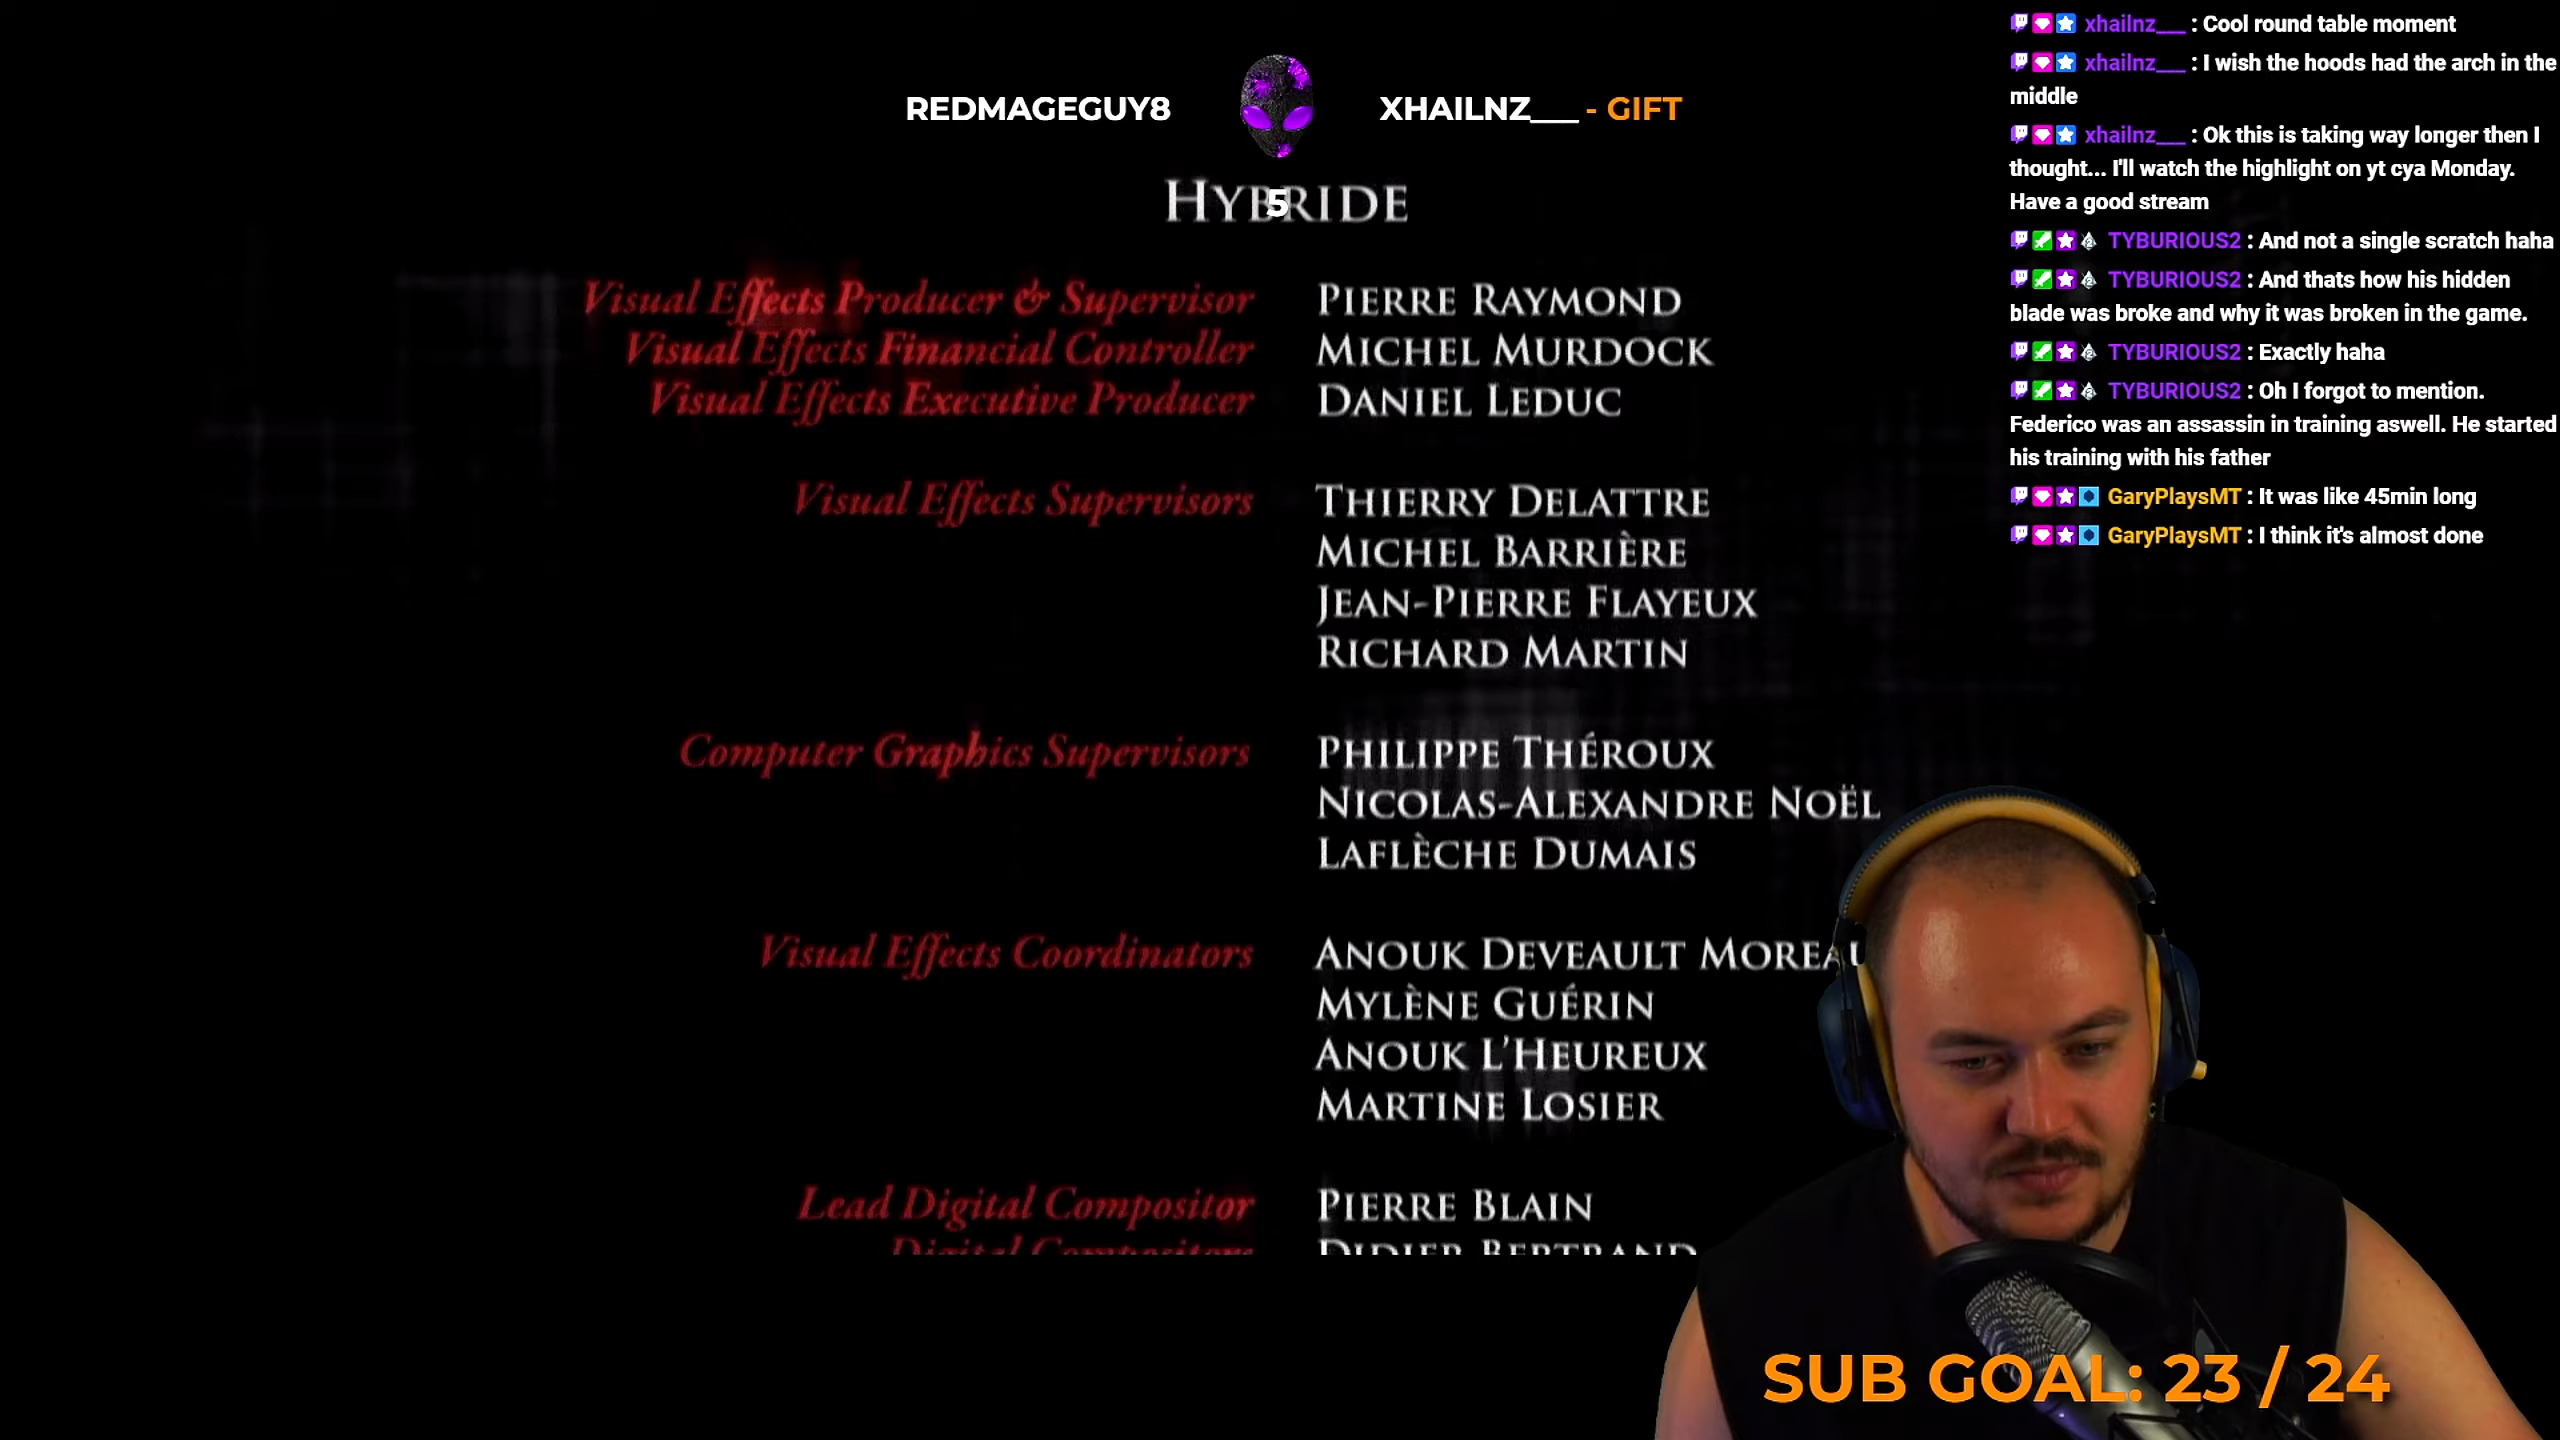 REDMAGEGUY8
XHAILNZ___ - GIFT
5
HYBRIDE
Visual Effects Producer & Supervisor PIERRE RAYMOND
Visual Effects Financial Controller MICHEL MURDOCK
Visual Effects Executive Producer DANIEL LEDUC
Visual Effects Supervisors THIERRY DELATTRE
MICHEL BARRIÈRE
JEAN-PIERRE FLAYEUX
RICHARD MARTIN
Computer Graphics Supervisors PHILIPPE THÉROUX
NICOLAS-ALEXANDRE NOËL
LAFLÈCHE DUMAIS
Visual Effects Coordinators ANOUK DEVEAULT MOREAU
MYLÈNE GUÉRIN
ANOUK L'HEUREUX
MARTINE LOSIER
Lead Digital Compositor PIERRE BLAIN
Digital Compositors DIDIER BERTRAND
xhailnz___ : Cool round table moment
xhailnz___ : I wish the hoods had the arch in the
middle
xhailnz___ : Ok this is taking way longer then I
thought... I'll watch the highlight on yt cya Monday.
Have a good stream
TYBURIOUS2 : And not a single scratch haha
TYBURIOUS2 : And thats how his hidden
blade was broke and why it was broken in the game.
TYBURIOUS2 : Exactly haha
TYBURIOUS2 : Oh I forgot to mention.
Federico was an assassin in training aswell. He started
his training with his father
GaryPlaysMT : It was like 45min long
GaryPlaysMT : I think it's almost done
SUB GOAL: 23 / 24